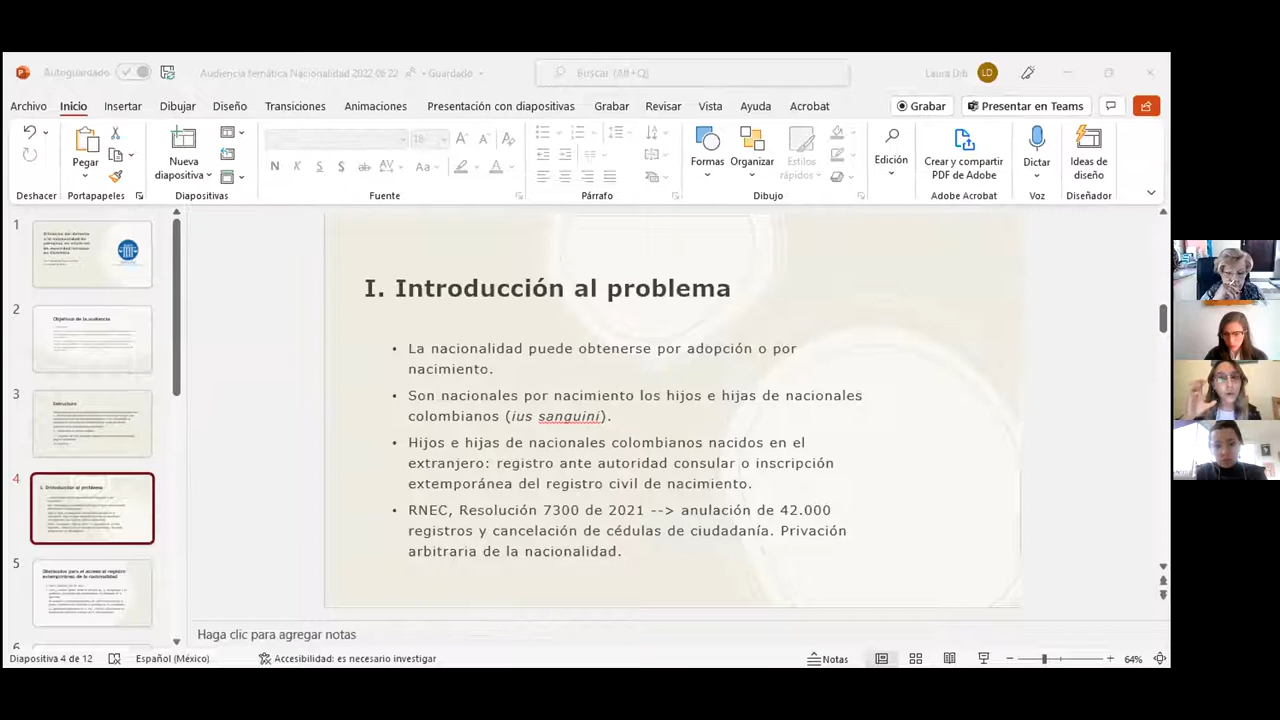 Autoguardado
Audiencia temática Nacionalidad 2022 06 22 - Guardado
Buscar (Alt+Q)
Laura Dib
LD
Archivo Inicio Insertar Dibujar Diseño Transiciones Animaciones Presentación con diapositivas Grabar Revisar Vista Ayuda Acrobat
Grabar
Presentar en Teams
Pegar
Nueva
diapositiva
18
N K S S ab AV Aa A
Formas
Organizar
Estilos
rápidos
Edición
Crear y compartir
PDF de Adobe
Dictar
Ideas de
diseño
Deshacer Portapapeles Diapositivas Fuente Párrafo Dibujo Adobe Acrobat Voz Diseñador
1
2
Objetivos de la audiencia
3
Estructura
4
I. Introducción al problema
5
Obstáculos para el acceso al registro
extemporáneo de la nacionalidad
6
I. Introducción al problema
• La nacionalidad puede obtenerse por adopción o por
nacimiento.
• Son nacionales por nacimiento los hijos e hijas de nacionales
colombianos (ius sanguini).
• Hijos e hijas de nacionales colombianos nacidos en el
extranjero: registro ante autoridad consular o inscripción
extemporánea del registro civil de nacimiento.
• RNEC, Resolución 7300 de 2021 --> anulación de 42.000
registros y cancelación de cédulas de ciudadanía. Privación
arbitraria de la nacionalidad.
Haga clic para agregar notas
Diapositiva 4 de 12
Español (México)
Accesibilidad: es necesario investigar
Notas
64%